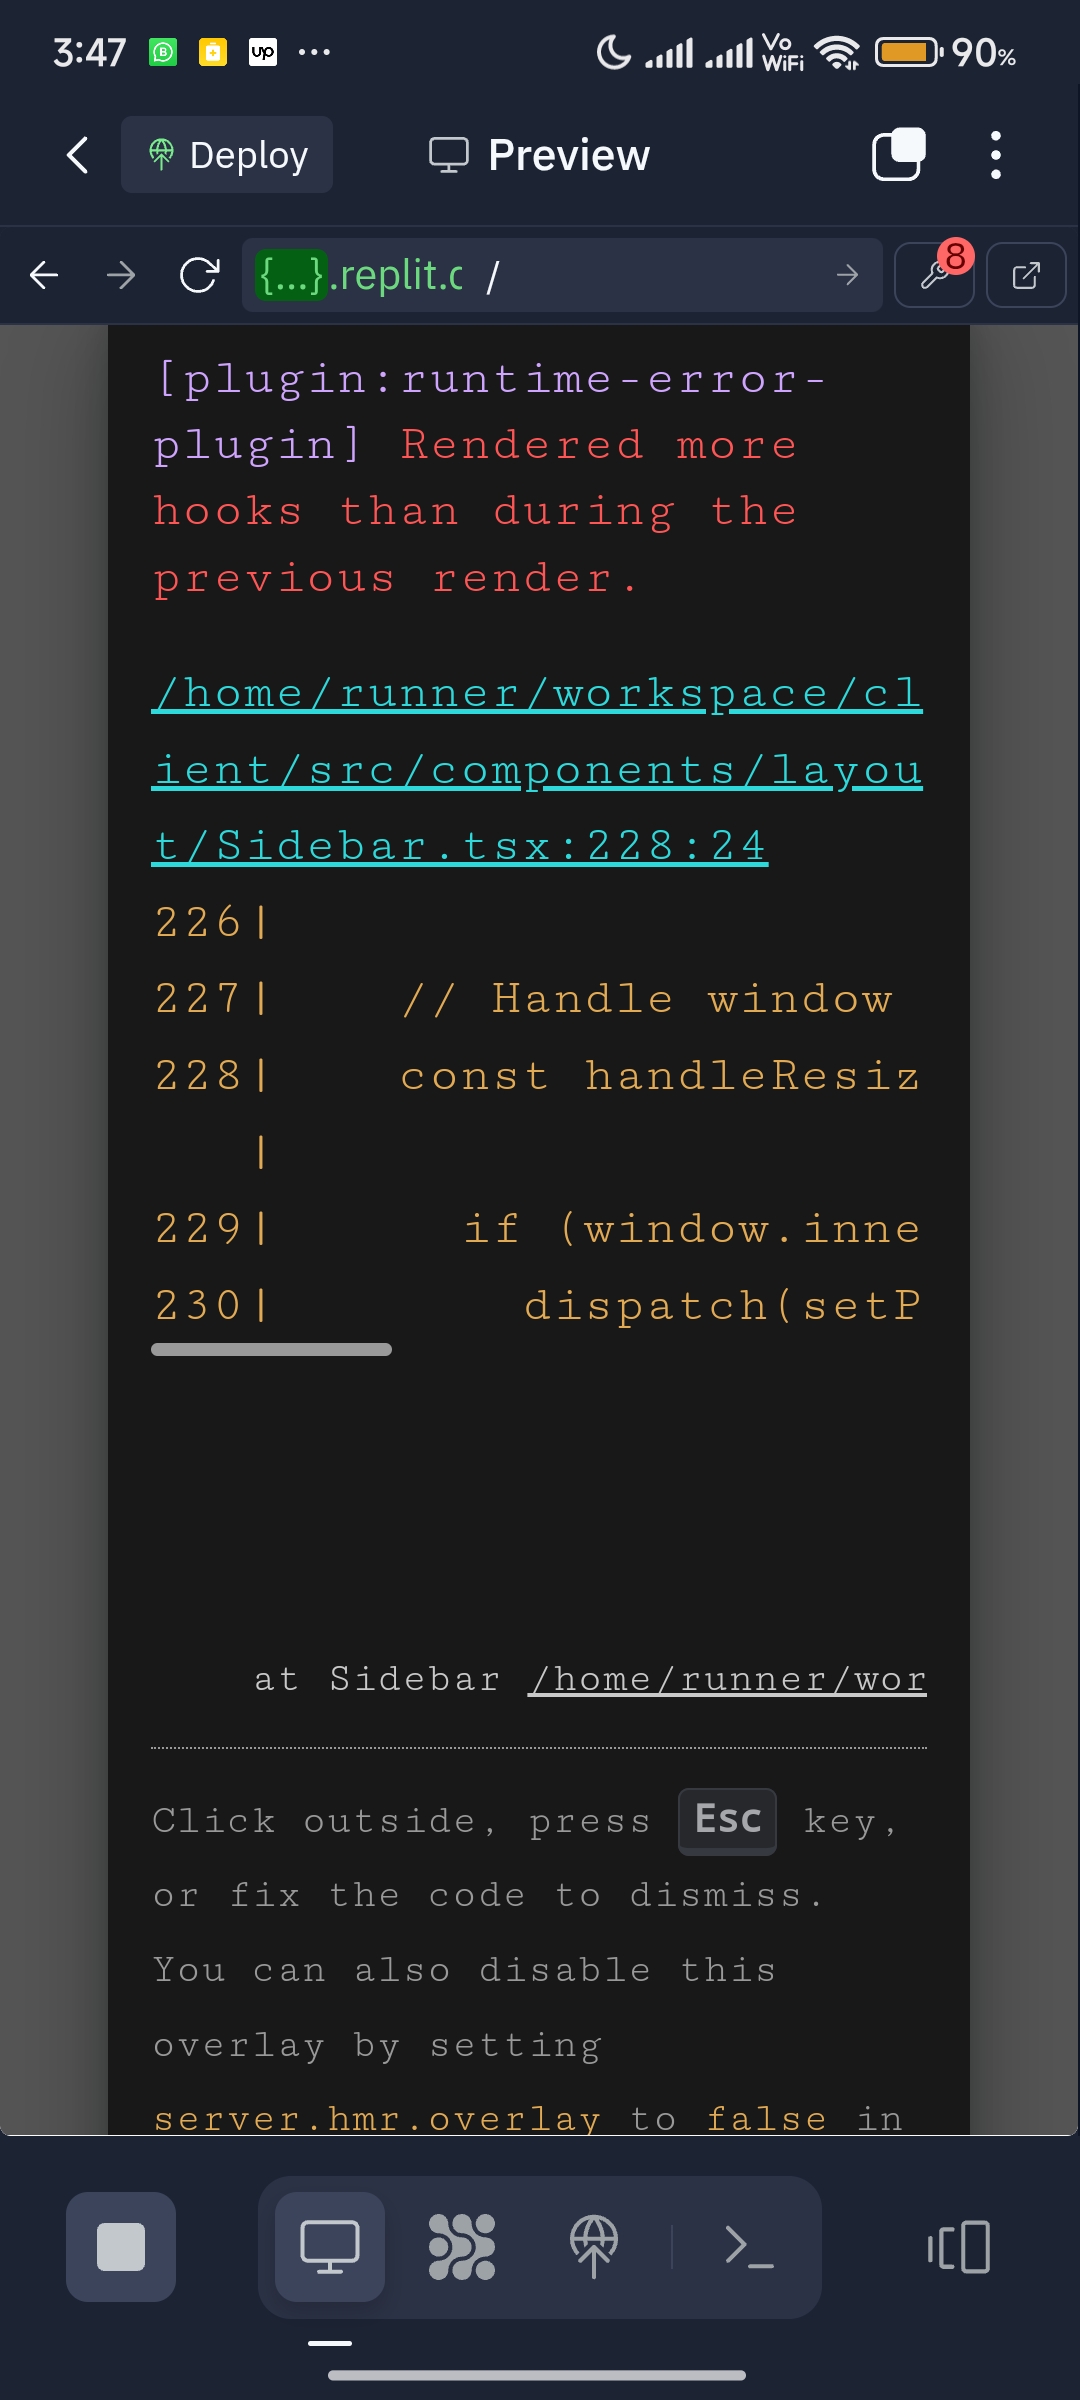 3:47
Vo
WiFi
90%
Deploy
Preview
{...}.replit.c /
8
[plugin:runtime-error-
plugin] Rendered more
hooks than during the
previous render.
/home/runner/workspace/cl
ient/src/components/layou
t/Sidebar.tsx:228:24
226|
227| // Handle window
228| const handleResiz
|
229| if (window.inne
230| dispatch(setP
at Sidebar /home/runner/wor
Click outside, press Esc key,
or fix the code to dismiss.
You can also disable this
overlay by setting
server.hmr.overlay to false in